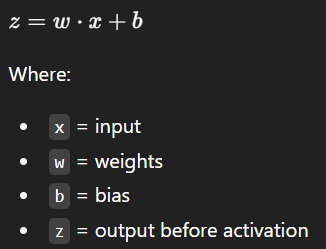 z = w · x + b
Where:
• x = input
• w = weights
• b = bias
• z = output before activation